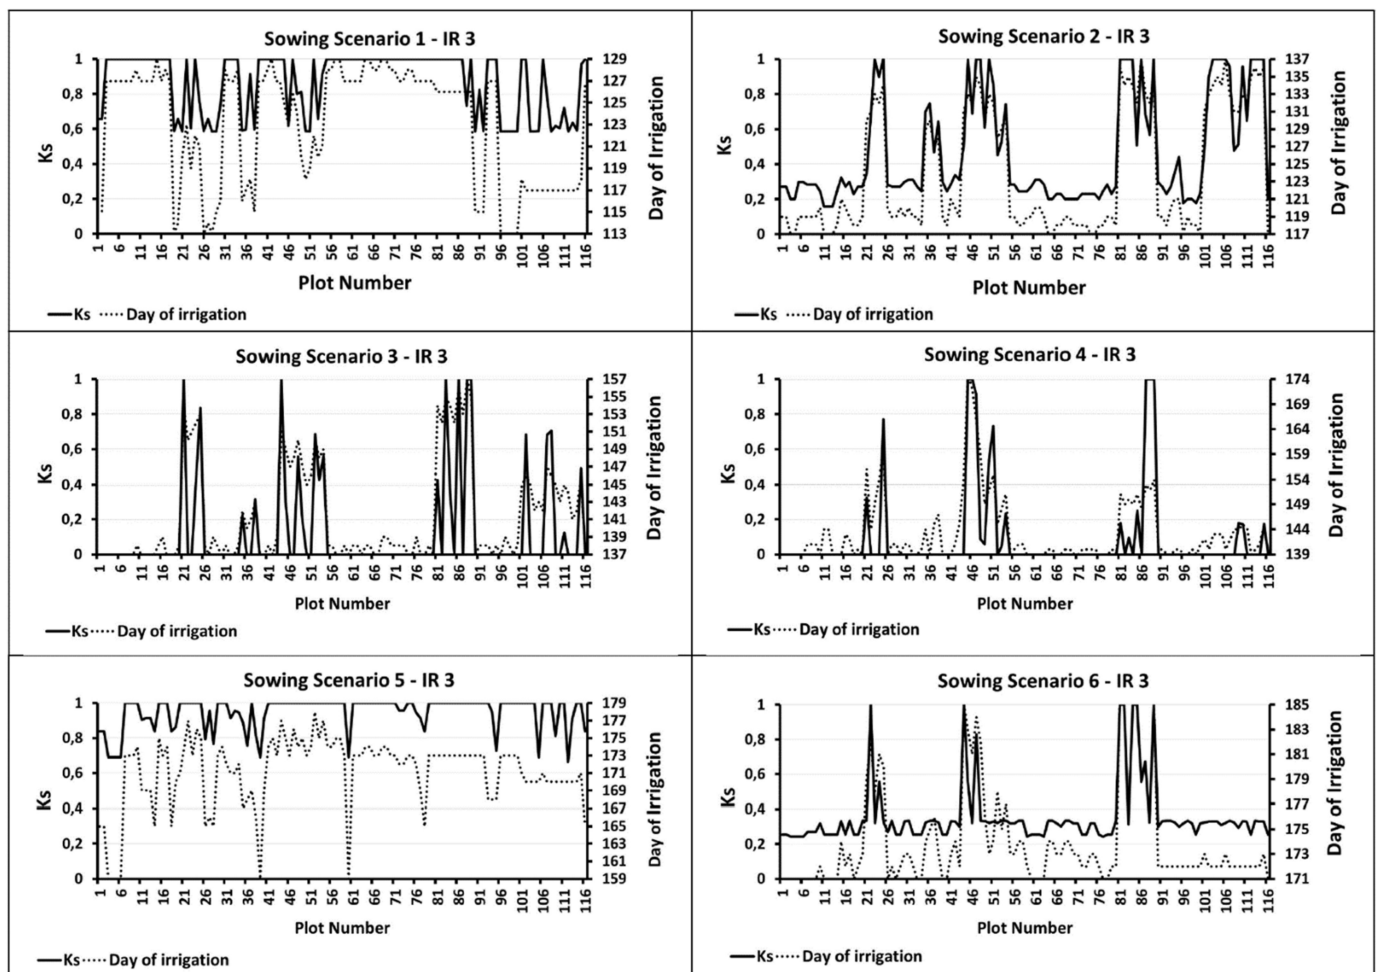 Sowing Scenario 1 - IR 3
1 0,8 0,6 0,4 0,2 0
Ks
129 127 125 123 121 119 117 115 113
Day of Irrigation
1 6 11 16 21 26 31 36 41 46 51 56 61 66 71 76 81 86 91 96 101 106 111 116
Plot Number
Ks Day of irrigation
Sowing Scenario 2 - IR 3
1 0,8 0,6 0,4 0,2 0
Ks
137 135 133 131 129 127 125 123 121 119 117
Day of Irrigation
1 6 11 16 21 26 31 36 41 46 51 56 61 66 71 76 81 86 91 96 101 106 111 116
Plot Number
Ks Day of irrigation
Sowing Scenario 3 - IR 3
1 0,8 0,6 0,4 0,2 0
Ks
157 155 153 151 149 147 145 143 141 139 137
Day of Irrigation
1 6 11 16 21 26 31 36 41 46 51 56 61 66 71 76 81 86 91 96 101 106 111 116
Plot Number
Ks Day of irrigation
Sowing Scenario 4 - IR 3
1 0,8 0,6 0,4 0,2 0
Ks
174 169 164 159 154 149 144 139
Day of Irrigation
1 6 11 16 21 26 31 36 41 46 51 56 61 66 71 76 81 86 91 96 101 106 111 116
Plot Number
Ks Day of irrigation
Sowing Scenario 5 - IR 3
1 0,8 0,6 0,4 0,2 0
Ks
179 177 175 173 171 169 167 165 163 161 159
Day of Irrigation
1 6 11 16 21 26 31 36 41 46 51 56 61 66 71 76 81 86 91 96 101 106 111 116
Plot Number
Ks Day of irrigation
Sowing Scenario 6 - IR 3
1 0,8 0,6 0,4 0,2 0
Ks
185 183 181 179 177 175 173 171
Day of Irrigation
1 6 11 16 21 26 31 36 41 46 51 56 61 66 71 76 81 86 91 96 101 106 111 116
Plot Number
Ks Day of irrigation